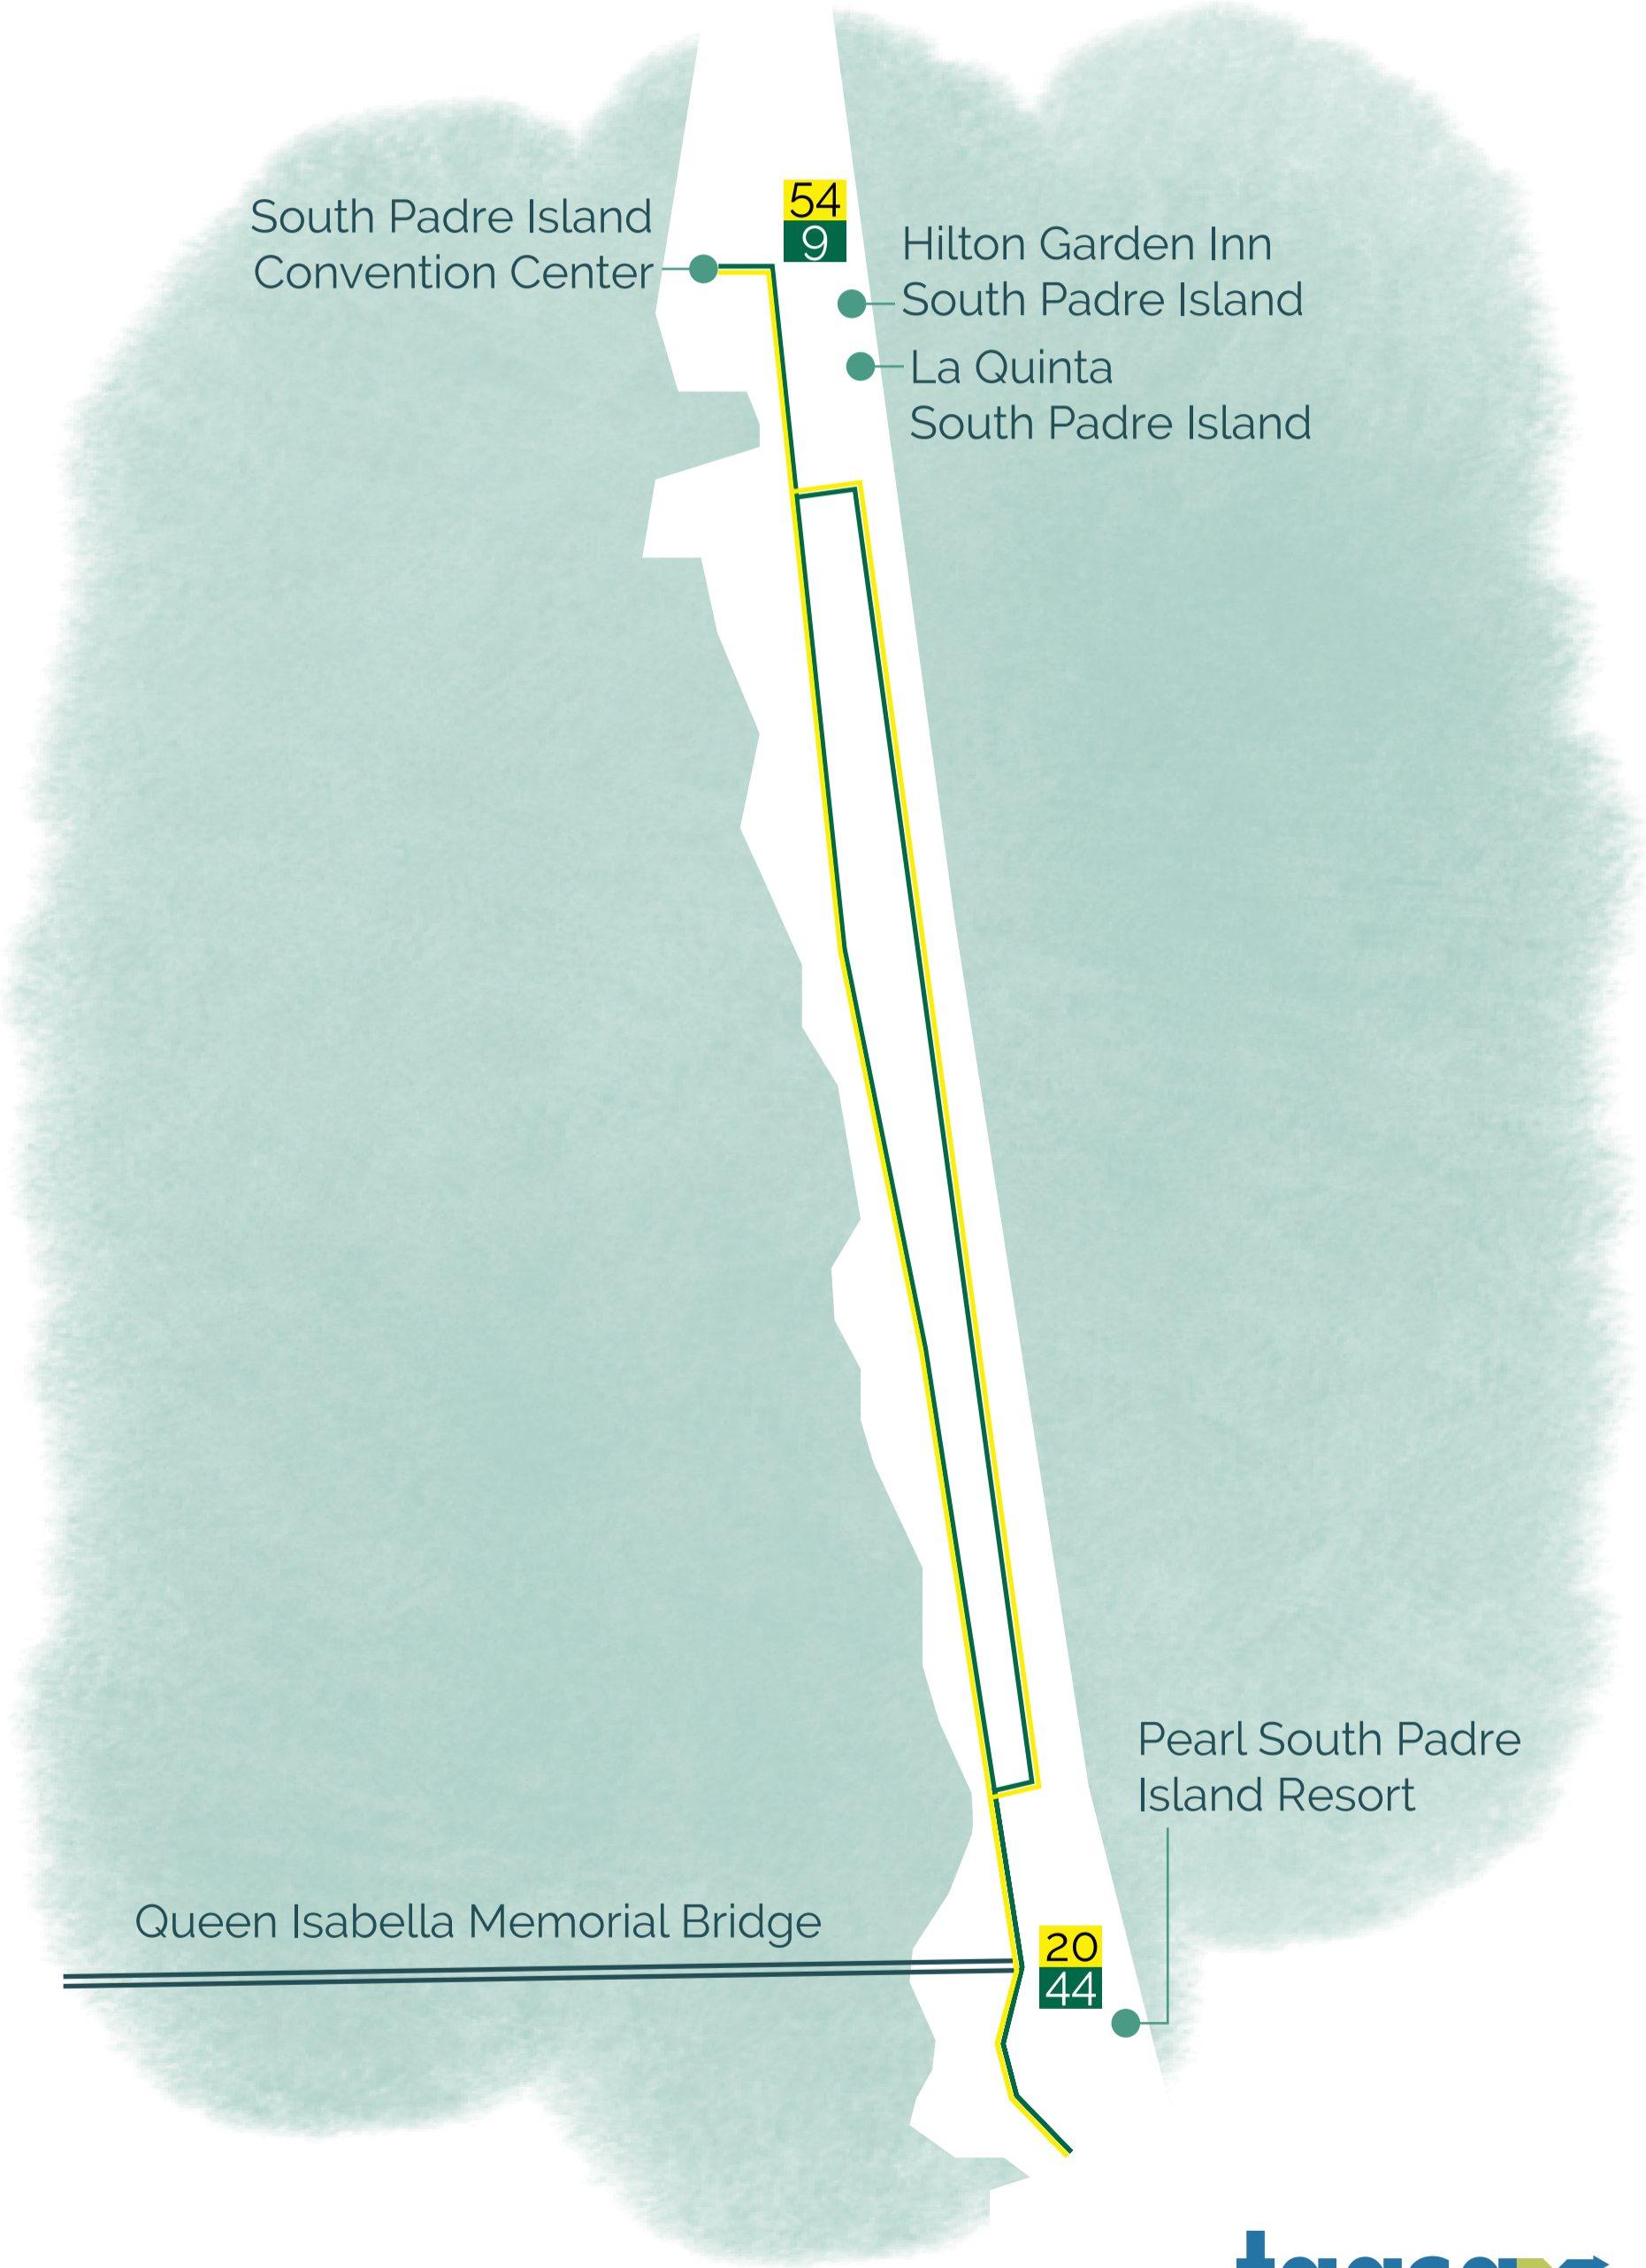 54
9
South Padre Island
Convention Center
Hilton Garden Inn
South Padre Island
La Quinta
South Padre Island
Pearl South Padre
Island Resort
Queen Isabella Memorial Bridge
20
44